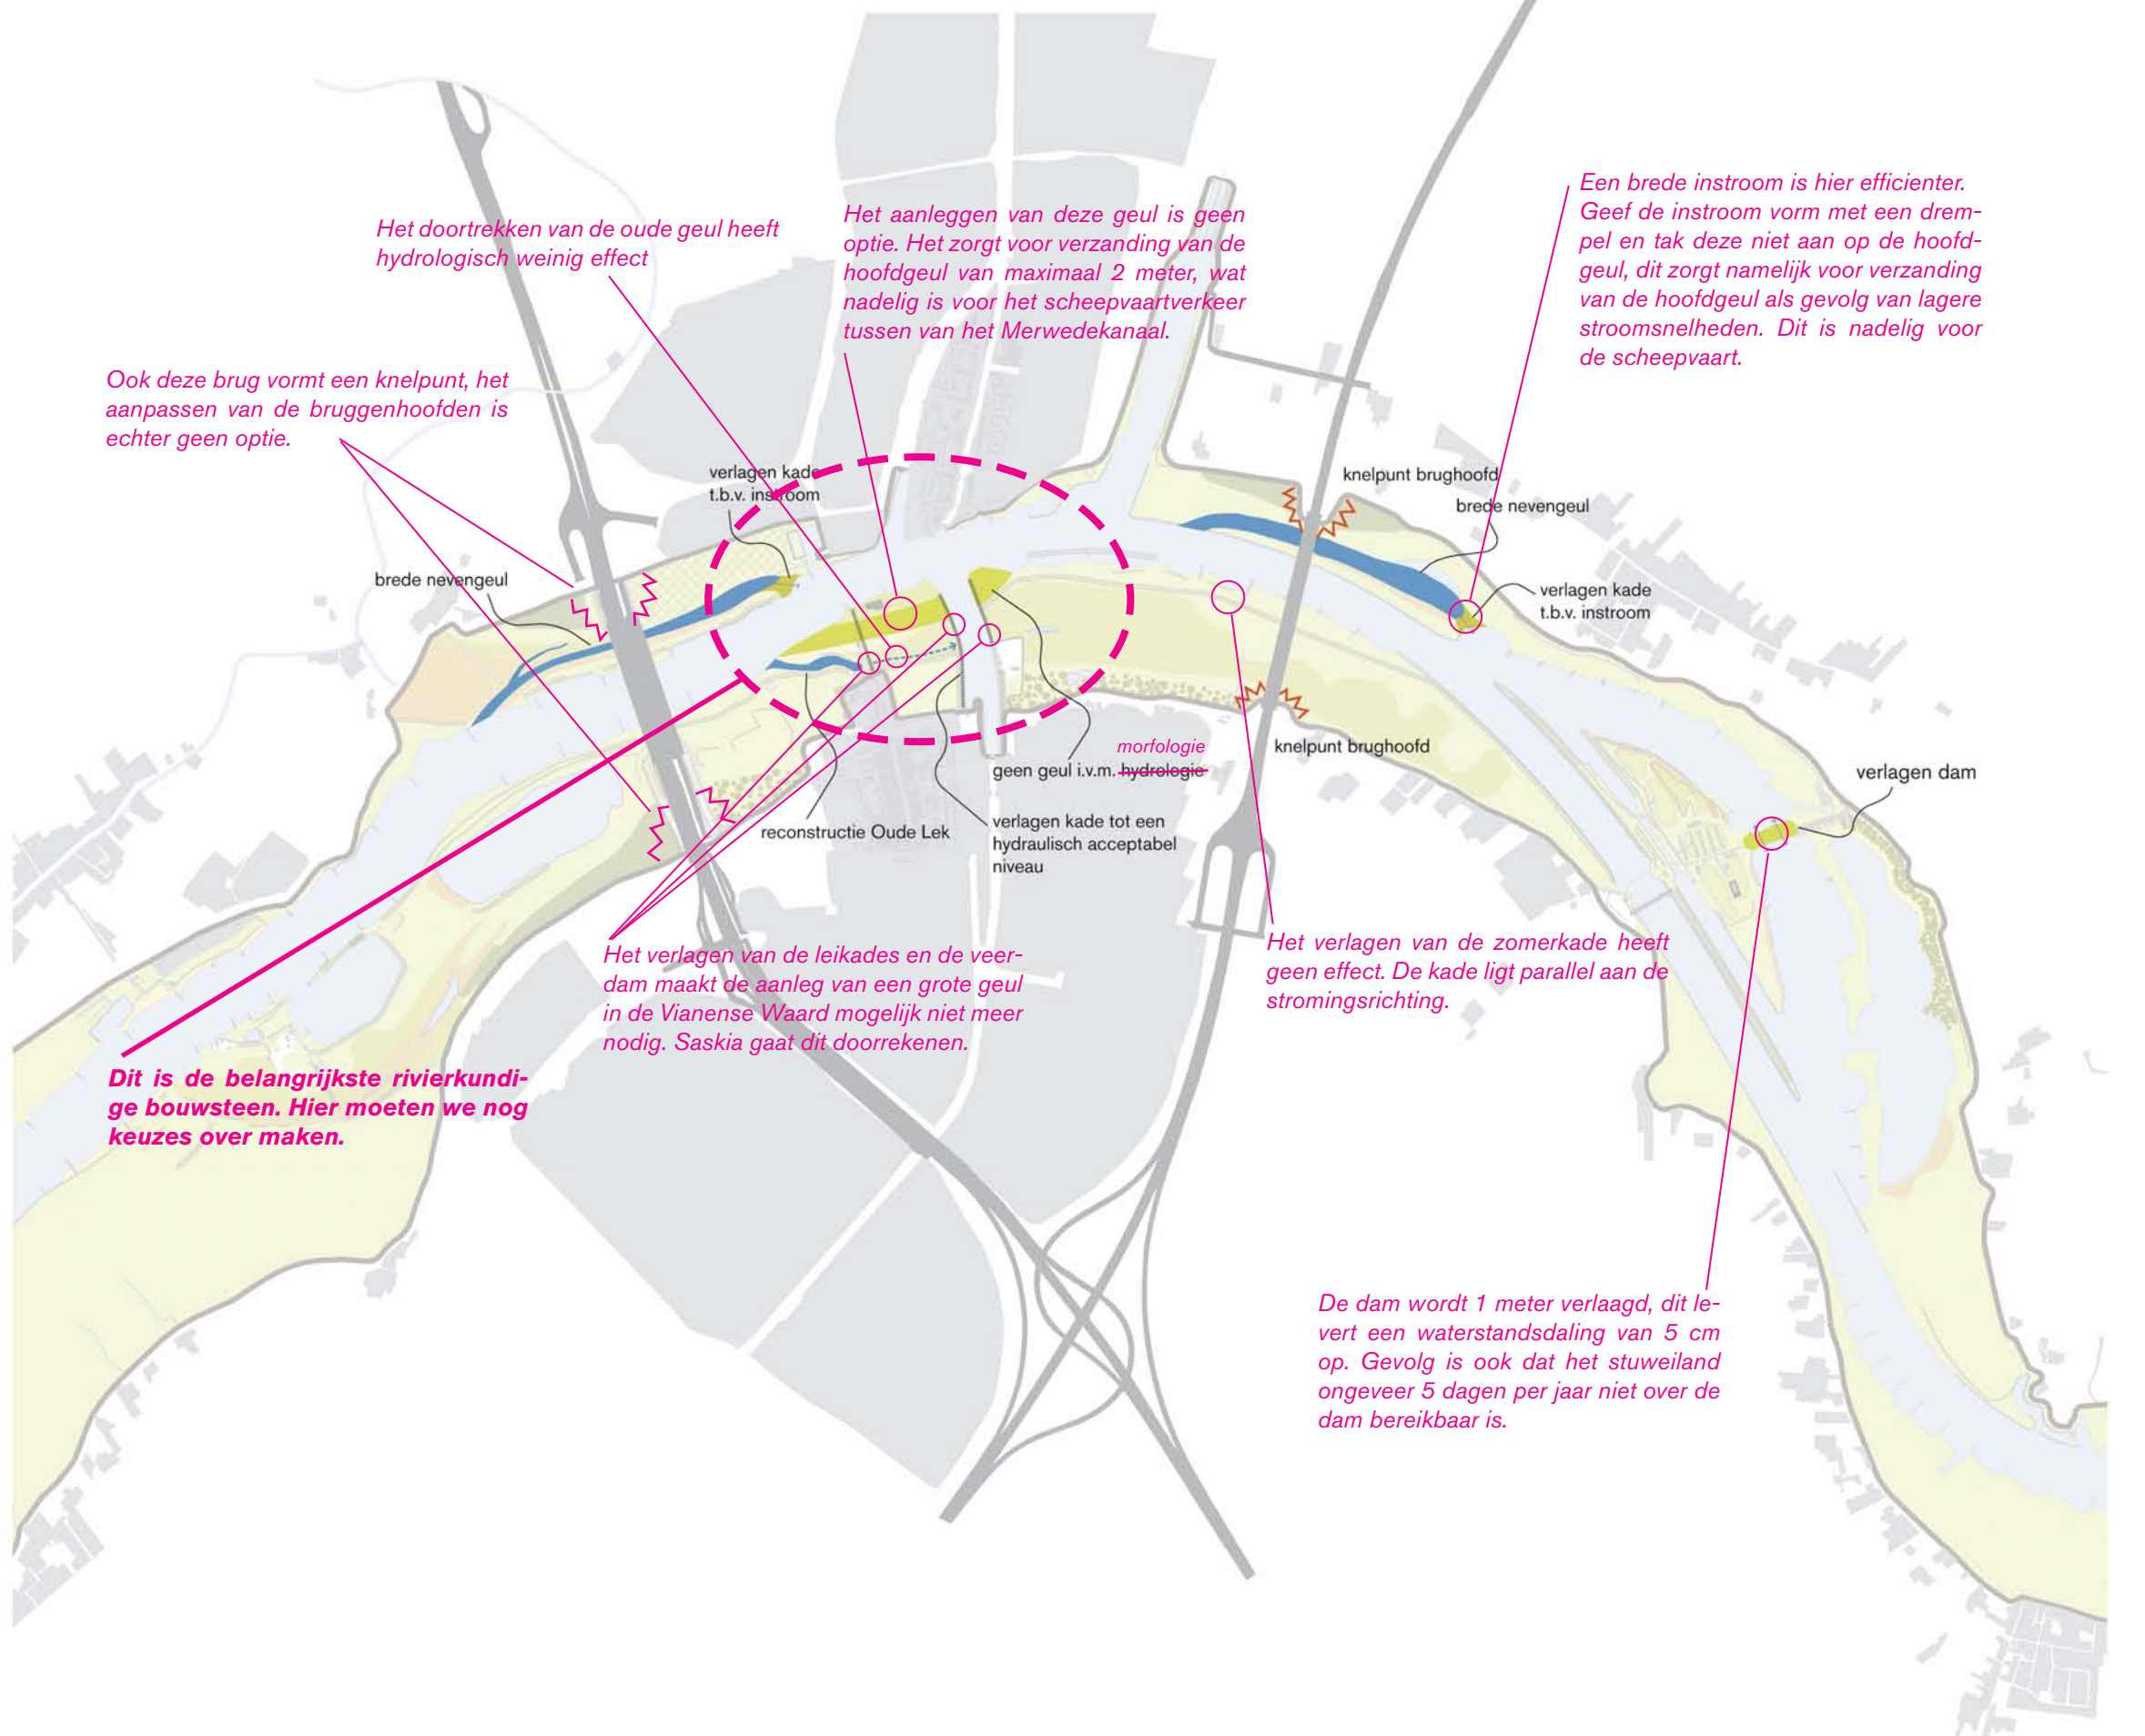 Een brede instroom is hier efficienter.
Geef de instroom vorm met een drem-
pel en tak deze niet aan op de hoofd-
geul, dit zorgt namelijk voor verzanding
van de hoofdgeul als gevolg van lagere
stroomsnelheden. Dit is nadelig voor
de scheepvaart.
Het aanleggen van deze geul is geen
optie. Het zorgt voor verzanding van de
hoofdgeul van maximaal 2 meter, wat
nadelig is voor het scheepvaartverkeer
tussen van het Merwedekanaal.
Het doortrekken van de oude geul heeft
hydrologisch weinig effect
Ook deze brug vormt een knelpunt, het
aanpassen van de bruggenhoofden is
echter geen optie.
verlagen kade
t.b.v. instroom
knelpunt brughoofd
brede nevengeul
brede nevengeul
verlagen kade
t.b.v. instroom
morfologie
geen geul i.v.m. hydrologie
knelpunt brughoofd
verlagen dam
reconstructie Oude Lek
verlagen kade tot een
hydraulisch acceptabel
niveau
Het verlagen van de leikades en de veer-
dam maakt de aanleg van een grote geul
in de Vianense Waard mogelijk niet meer
nodig. Saskia gaat dit doorrekenen.
Het verlagen van de zomerkade heeft
geen effect. De kade ligt parallel aan de
stromingsrichting.
Dit is de belangrijkste rivierkundi-
ge bouwsteen. Hier moeten we nog
keuzes over maken.
De dam wordt 1 meter verlaagd, dit le-
vert een waterstandsdaling van 5 cm
op. Gevolg is ook dat het stuweiland
ongeveer 5 dagen per jaar niet over de
dam bereikbaar is.